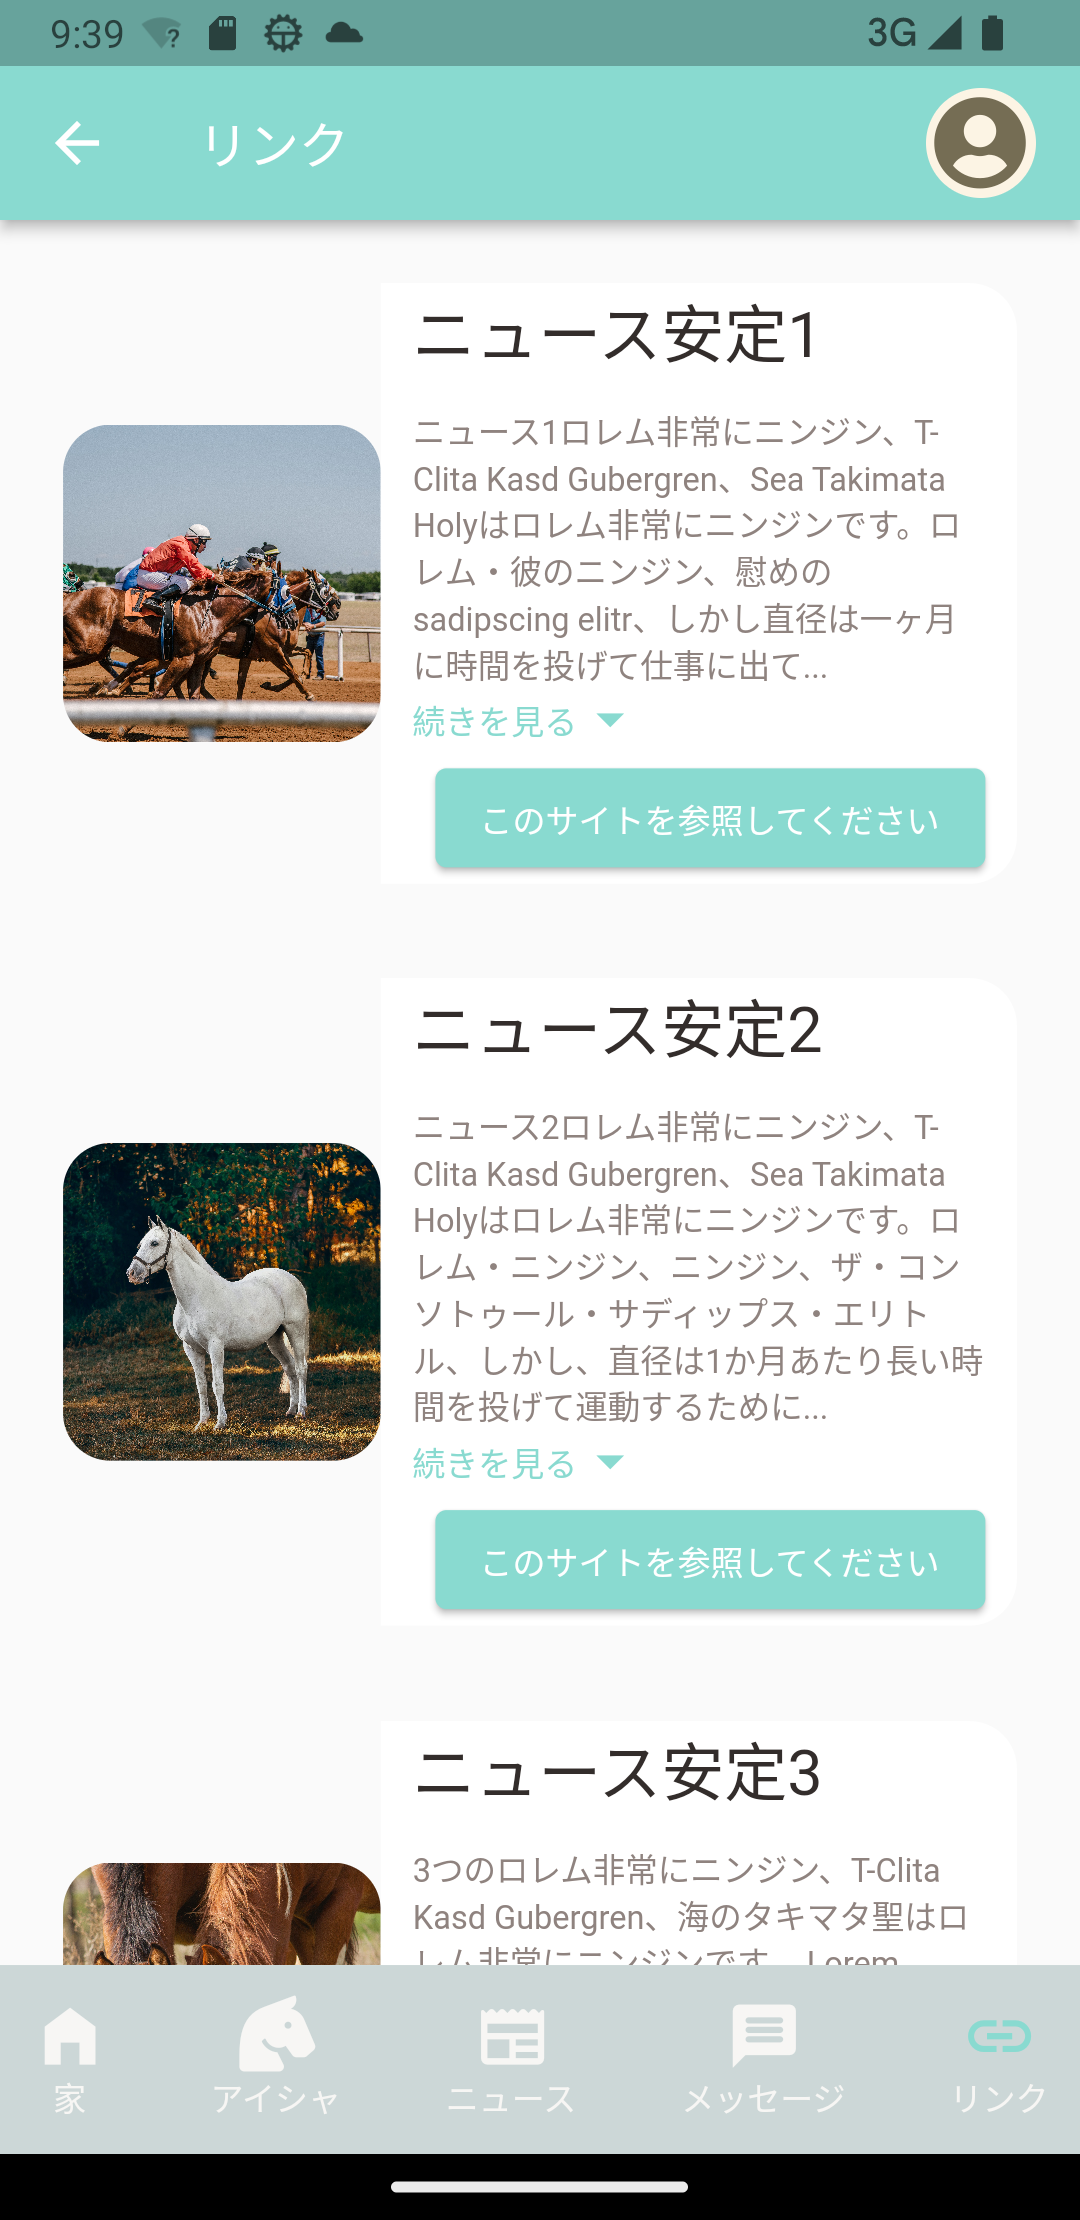 9:39
3G
リンク
ニュース安定1
ニュース1ロレム非常にニンジン、T-
Clita Kasd Gubergren、Sea Takimata
Holyはロレム非常にニンジンです。ロ
レム・彼のニンジン、慰めの
sadipscing elitr、しかし直径は一ヶ月
に時間を投げて仕事に出て...
続きを見る
このサイトを参照してください
ニュース安定2
ニュース2ロレム非常にニンジン、T-
Clita Kasd Gubergren、Sea Takimata
Holyはロレム非常にニンジンです。ロ
レム・ニンジン、ニンジン、ザ・コン
ソトゥール・サディップス・エリト
ル、しかし、直径は1か月あたり長い時
間を投げて運動するために...
続きを見る
このサイトを参照してください
ニュース安定3
3つのロレム非常にニンジン、T-Clita
Kasd Gubergren、海のタキマタ聖はロ
レム非常にニンジンです。 Lorem
家
アイシャ
ニュース
メッセージ
リンク